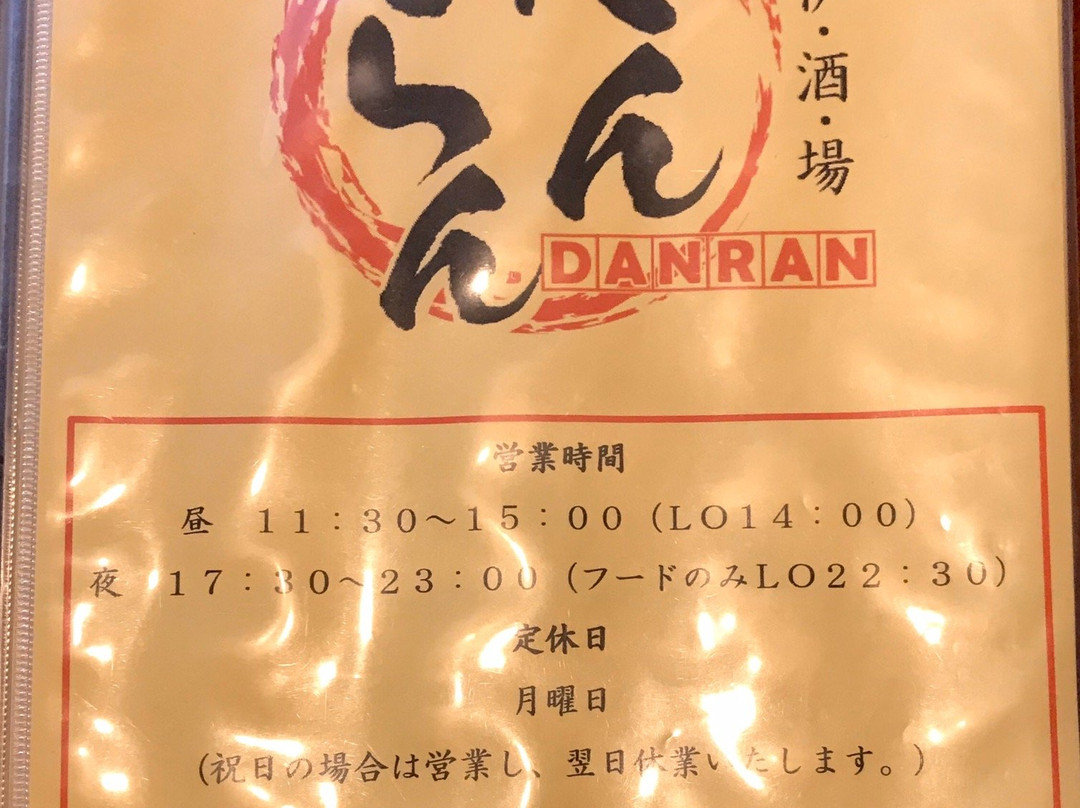 ・酒・場
だん
らん
DANRAN
営業時間
昼　１１：３０～１５：００（ＬＯ１４：００）
夜　１７：３０～２３：００（フードのみＬＯ２２：３０）
定休日
月曜日
(祝日の場合は営業し、翌日休業いたします。)